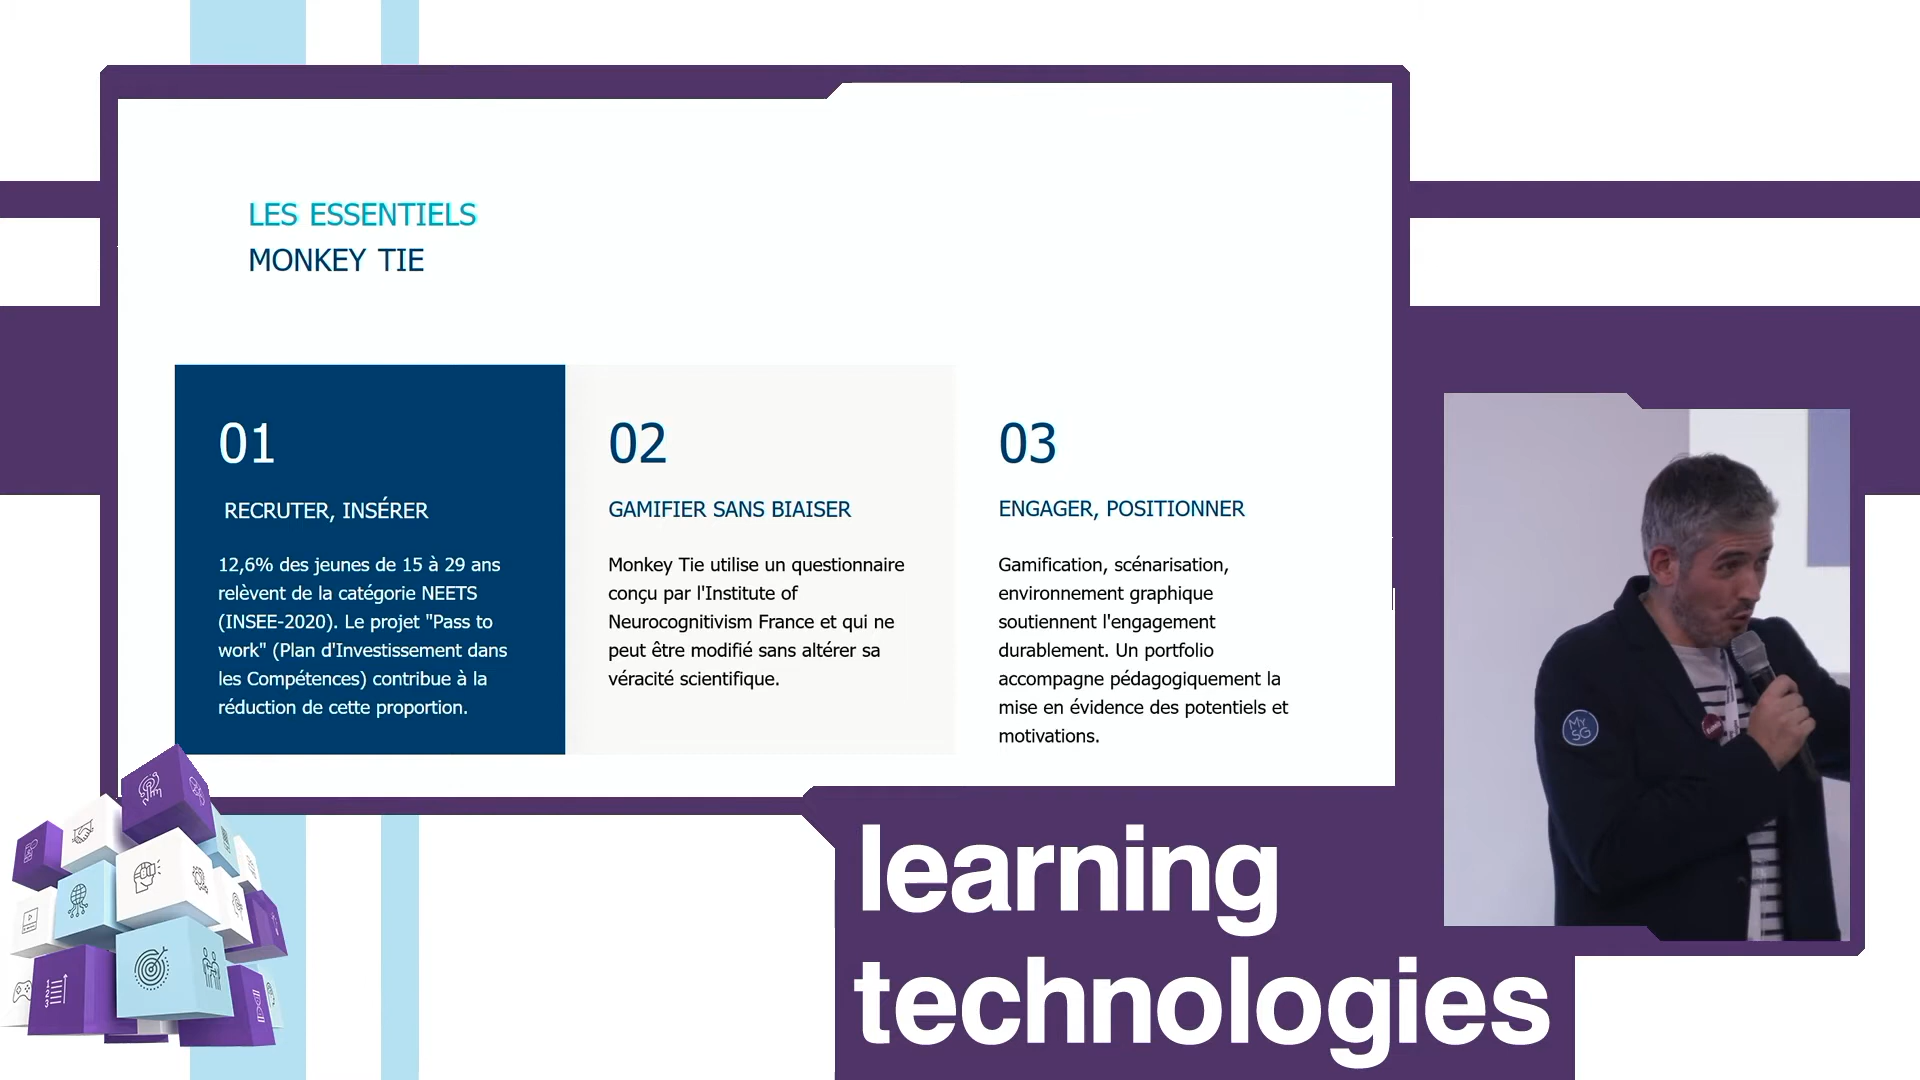 LES ESSENTIELS
MONKEY TIE
01
RECRUTER, INSÉRER
12,6% des jeunes de 15 à 29 ans
relèvent de la catégorie NEETS
(INSEE-2020). Le projet "Pass to
work" (Plan d'Investissement dans
les Compétences) contribue à la
réduction de cette proportion.
02
GAMIFIER SANS BIAISER
Monkey Tie utilise un questionnaire
conçu par l'Institute of
Neurocognitivism France et qui ne
peut être modifié sans altérer sa
véracité scientifique.
03
ENGAGER, POSITIONNER
Gamification, scénarisation,
environnement graphique
soutiennent l'engagement
durablement. Un portfolio
accompagne pédagogiquement la
mise en évidence des potentiels et
motivations.
MY
SG
learning
technologies